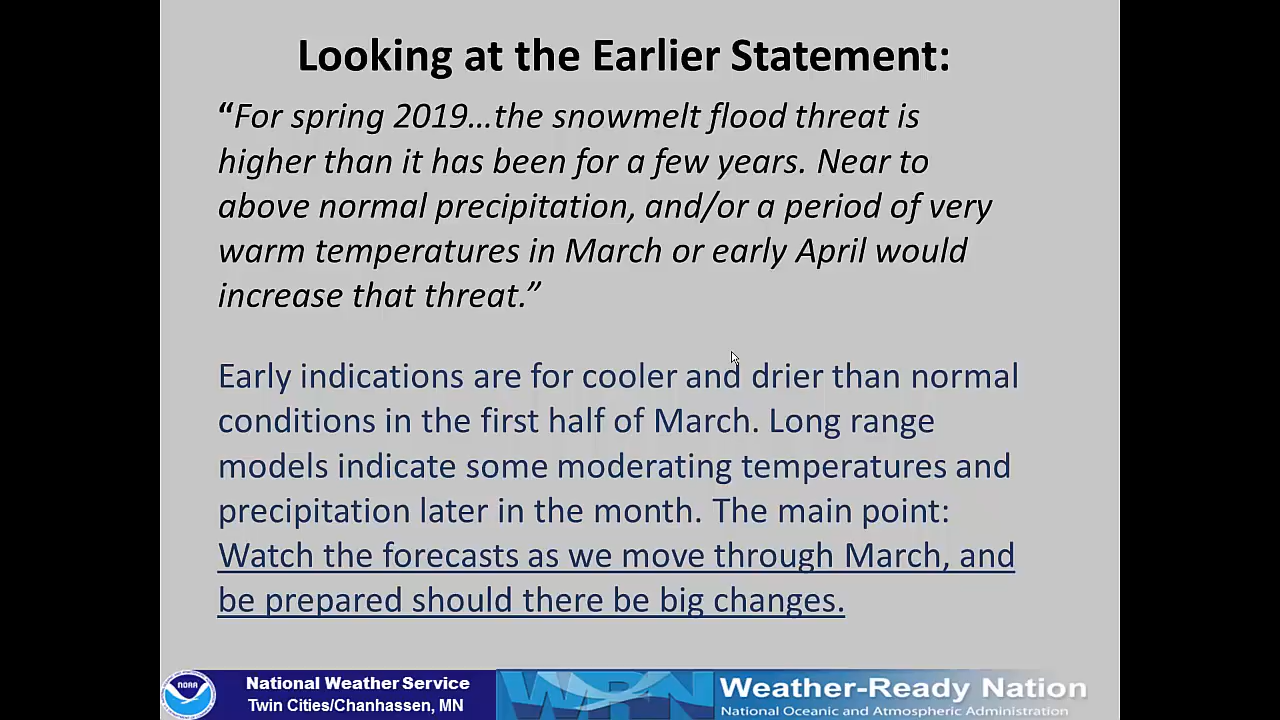 Looking at the Earlier Statement:
“For spring 2019…the snowmelt flood threat is
higher than it has been for a few years. Near to
above normal precipitation, and/or a period of very
warm temperatures in March or early April would
increase that threat.”
Early indications are for cooler and drier than normal
conditions in the first half of March. Long range
models indicate some moderating temperatures and
precipitation later in the month. The main point:
Watch the forecasts as we move through March, and
be prepared should there be big changes.
NOAA
National Weather Service
Twin Cities/Chanhassen, MN
WRN
Weather-Ready Nation
National Oceanic and Atmospheric Administration